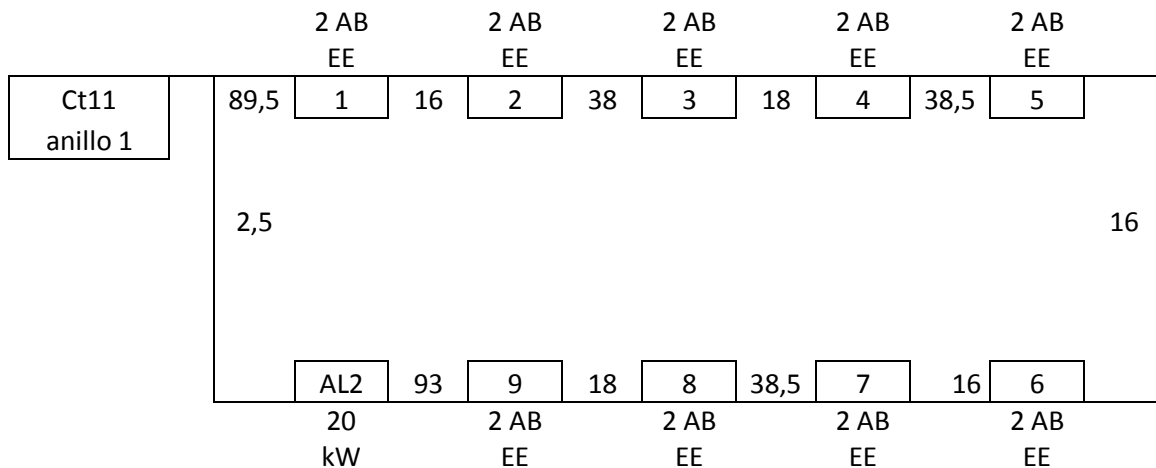 2 AB 2 AB 2 AB 2 AB 2 AB
EE EE EE EE EE
Ct11 89,5 1 16 2 38 3 18 4 38,5 5
anillo 1
2,5 16
AL2 93 9 18 8 38,5 7 16 6
20 2 AB 2 AB 2 AB 2 AB
kW EE EE EE EE